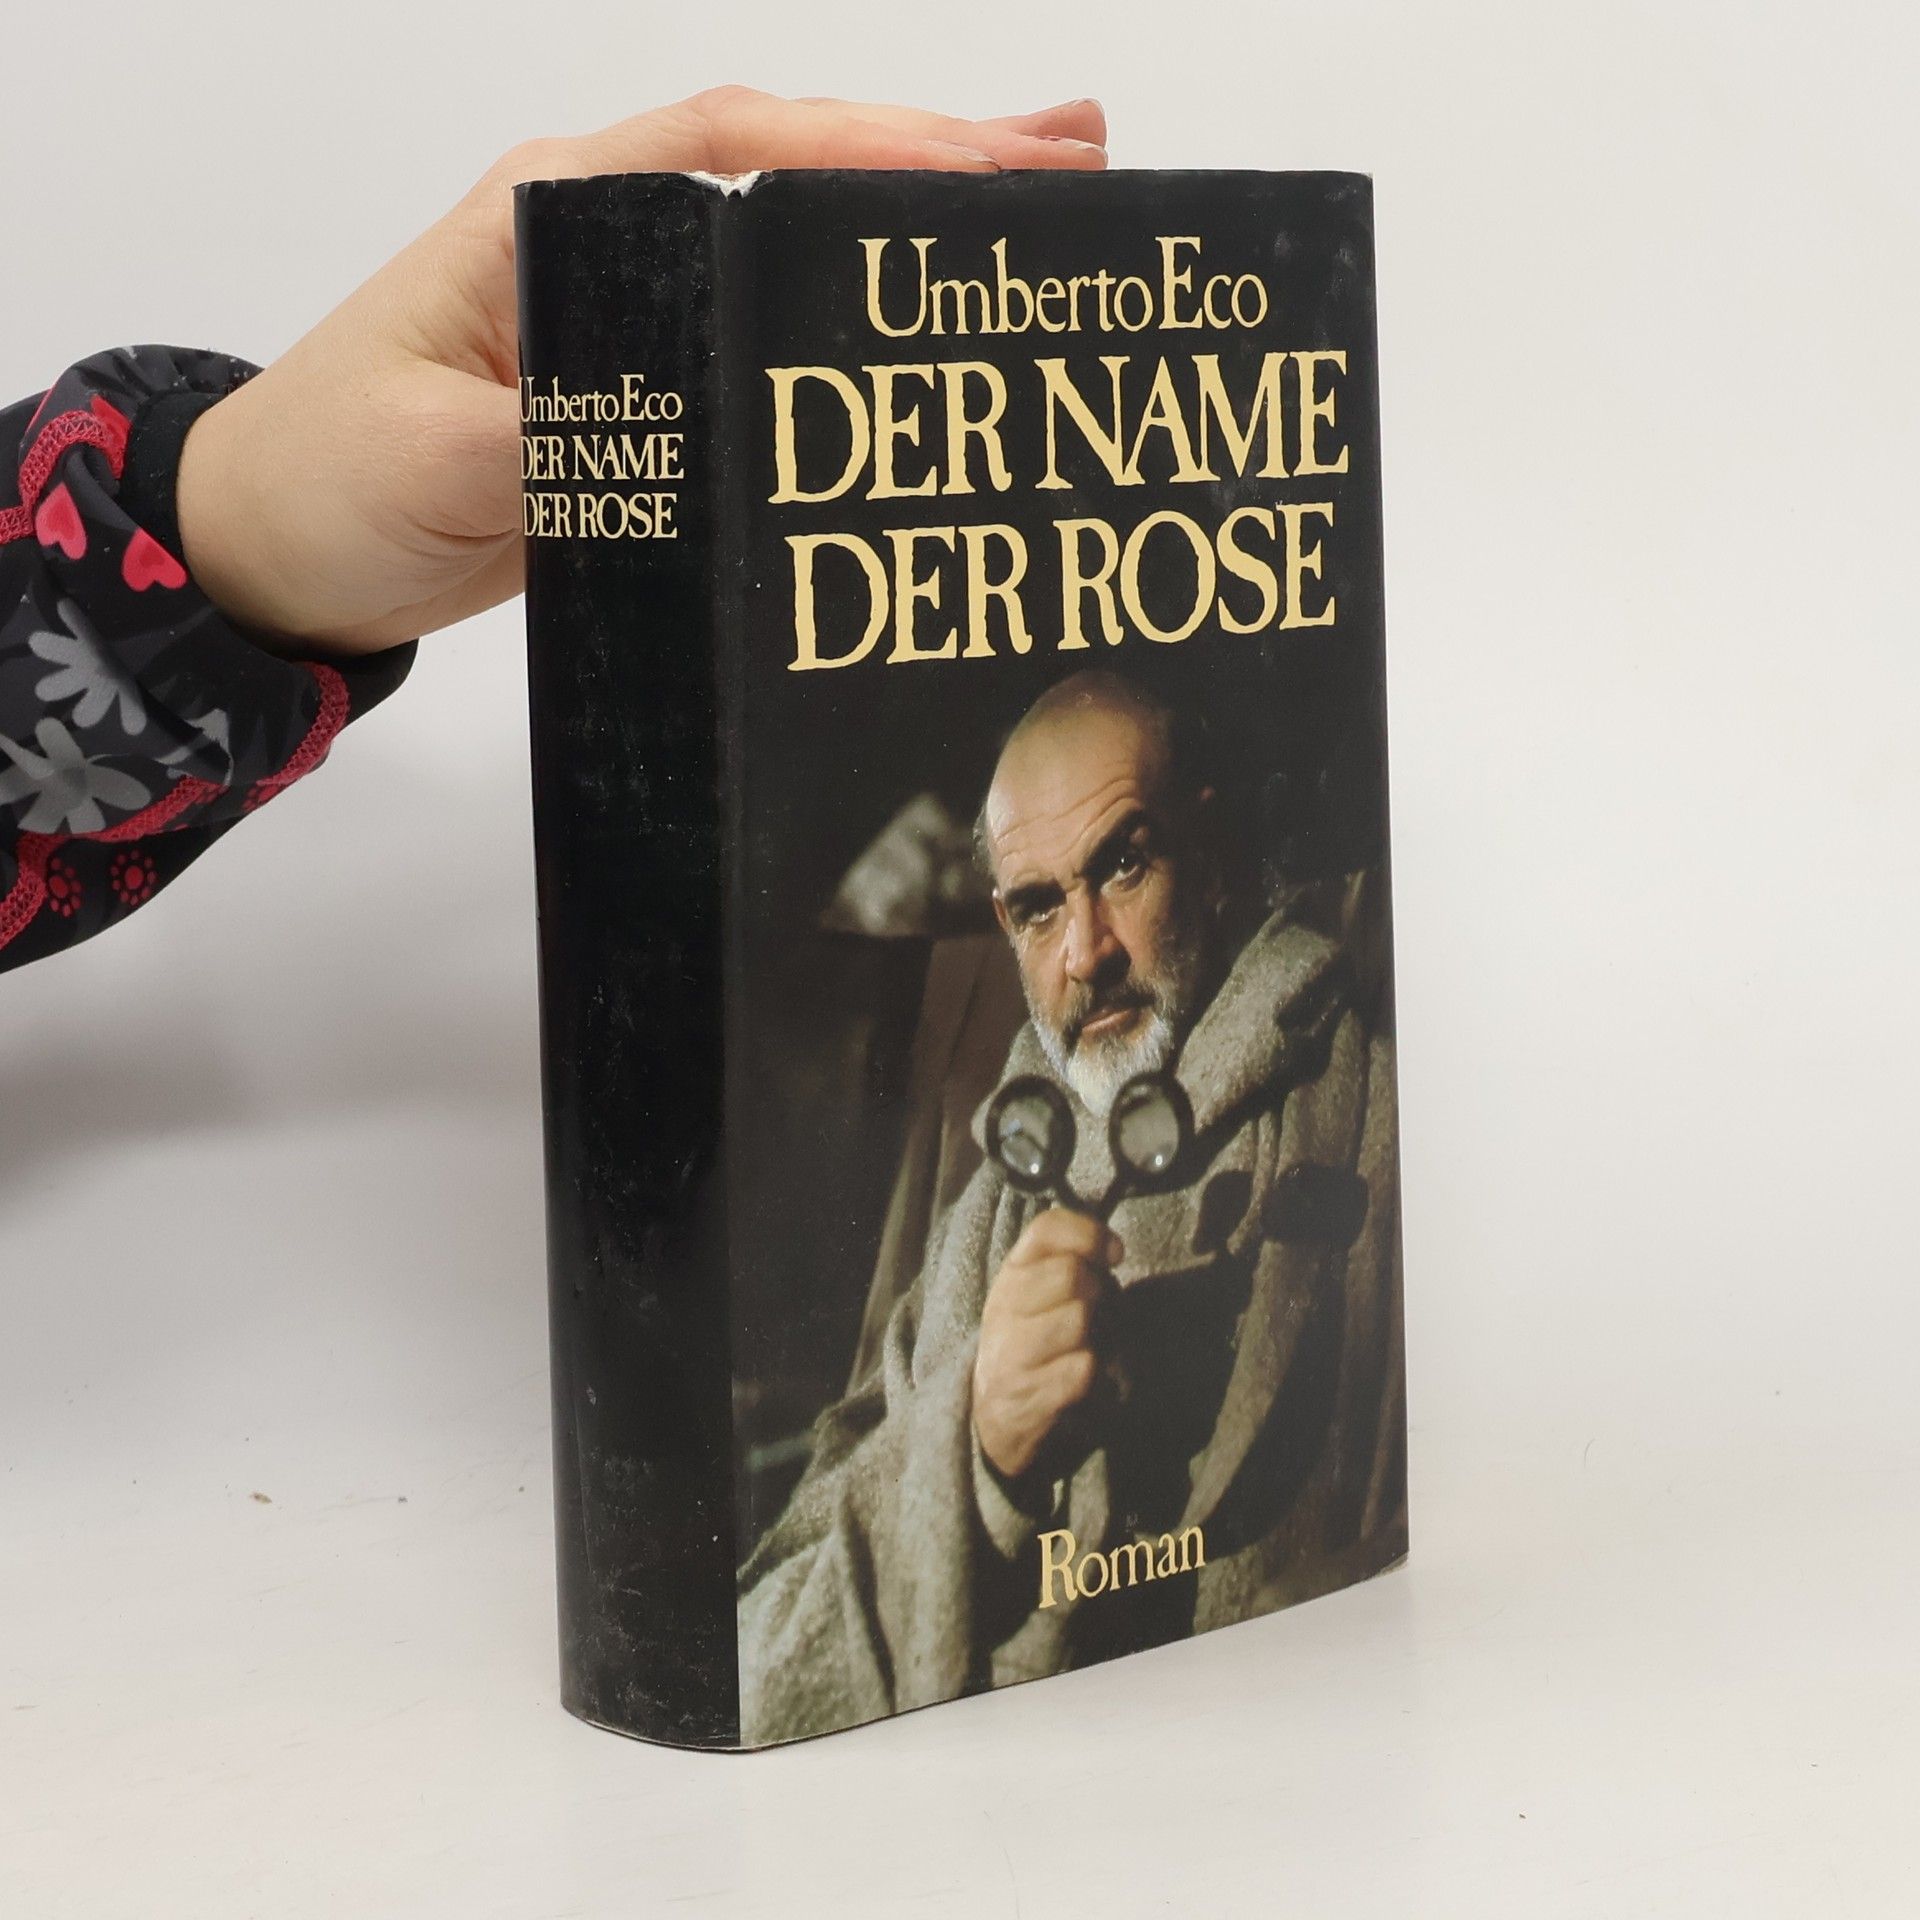 Umberto Eco
DER NAME
DER ROSE
Umberto Eco
DER NAME
DER ROSE
Roman